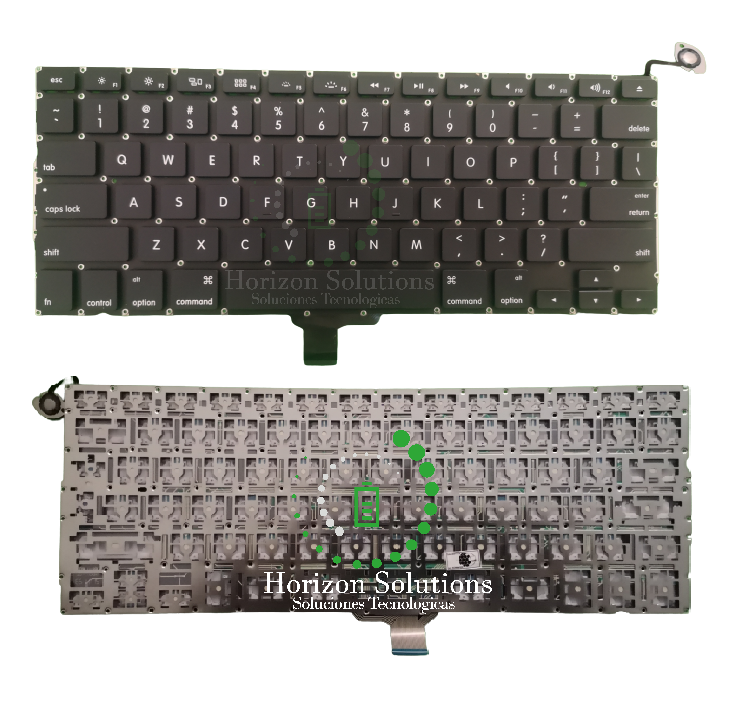 esc F1 F2 F3 F4 F5 F6 F7 F8 F9 F10 F11 F12
~ ! @ # $ % ^ & * ( ) _ +
` 1 2 3 4 5 6 7 8 9 0 - = delete
tab Q W E R T Y U I O P { [ } ] | \
caps lock A S D F G H J K L : ; " ' enter return
shift Z X C V B N M < , > . ? / shift
fn control alt option ⌘ command ⌘ command alt option ◄ ▲ ▼ ►
Horizon Solutions
Soluciones Tecnologicas
Horizon Solutions
Soluciones Tecnologicas